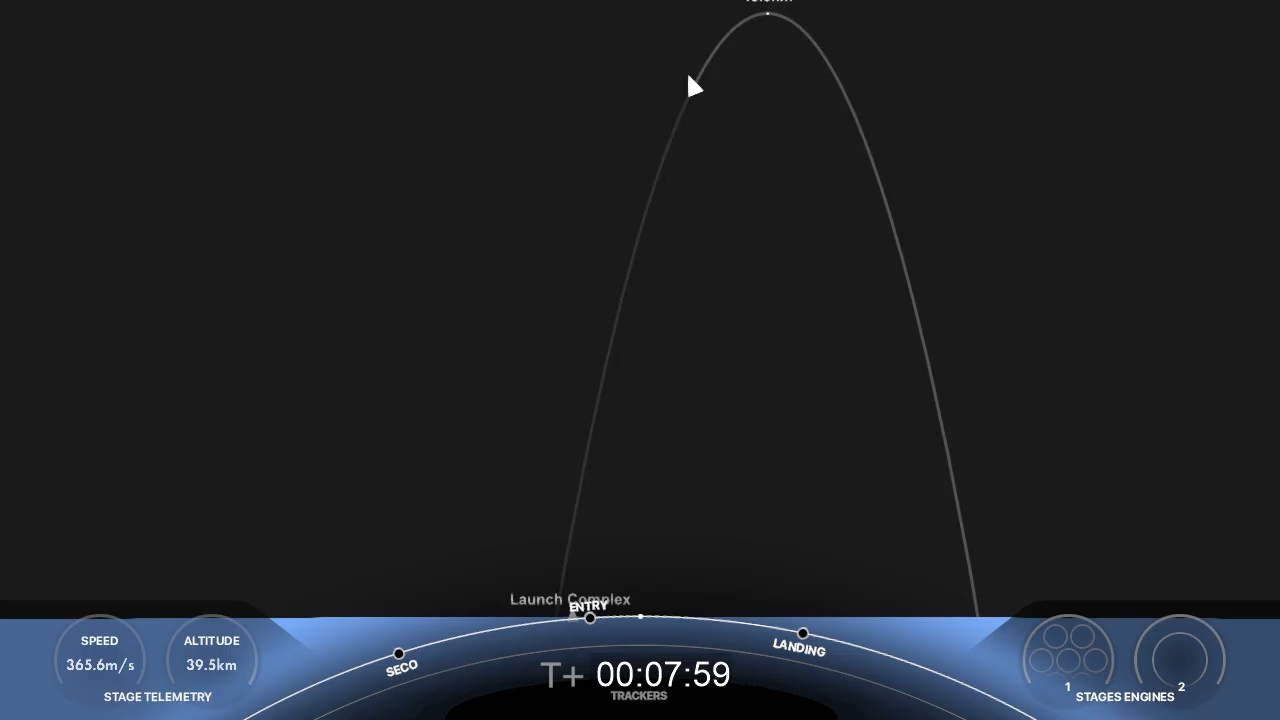 Launch Complex
ENTRY
SECO
LANDING
SPEED
365.6m/s
ALTITUDE
39.5km
STAGE TELEMETRY
T+ 00:07:59
TRACKERS
1
2
STAGES ENGINES